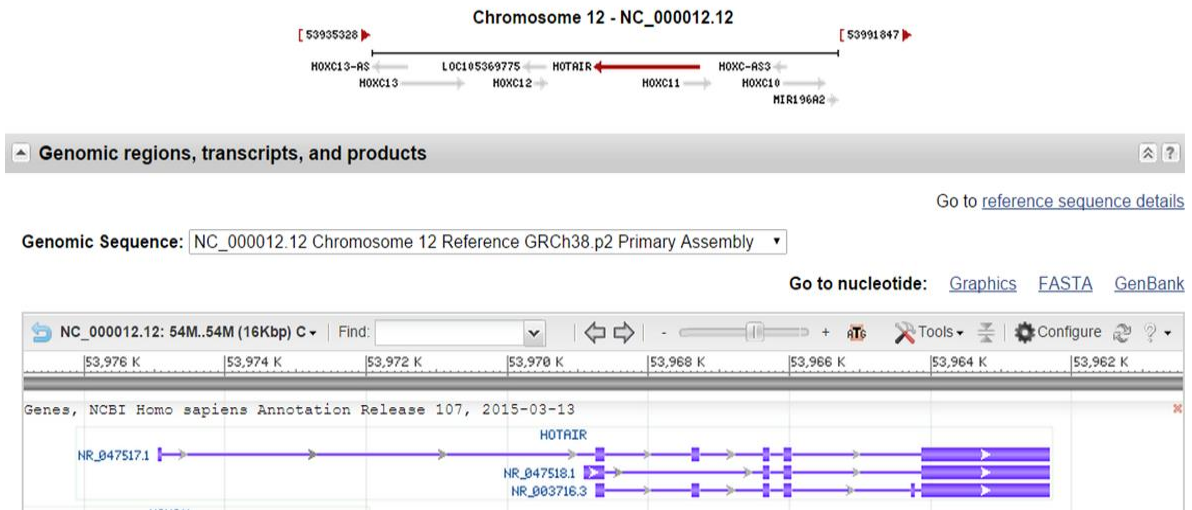 Chromosome 12 - NC_000012.12
[ 53935328 [ 53991847
HOXC13-AS LOC105369775 HOTAIR HOXC-AS3
HOXC13 HOXC12 HOXC11 HOXC10
MIR196A2
Genomic regions, transcripts, and products ?
Go to reference sequence details
Genomic Sequence: NC_000012.12 Chromosome 12 Reference GRCh38.p2 Primary Assembly
Go to nucleotide: Graphics FASTA GenBank
NC_000012.12: 54M..54M (16Kbp) C Find: - + ATG Tools Configure ?
53,976 K 53,974 K 53,972 K 53,970 K 53,968 K 53,966 K 53,964 K 53,962 K
Genes, NCBI Homo sapiens Annotation Release 107, 2015-03-13
HOTAIR
NR_047517.1
NR_047518.1
NR_003716.3